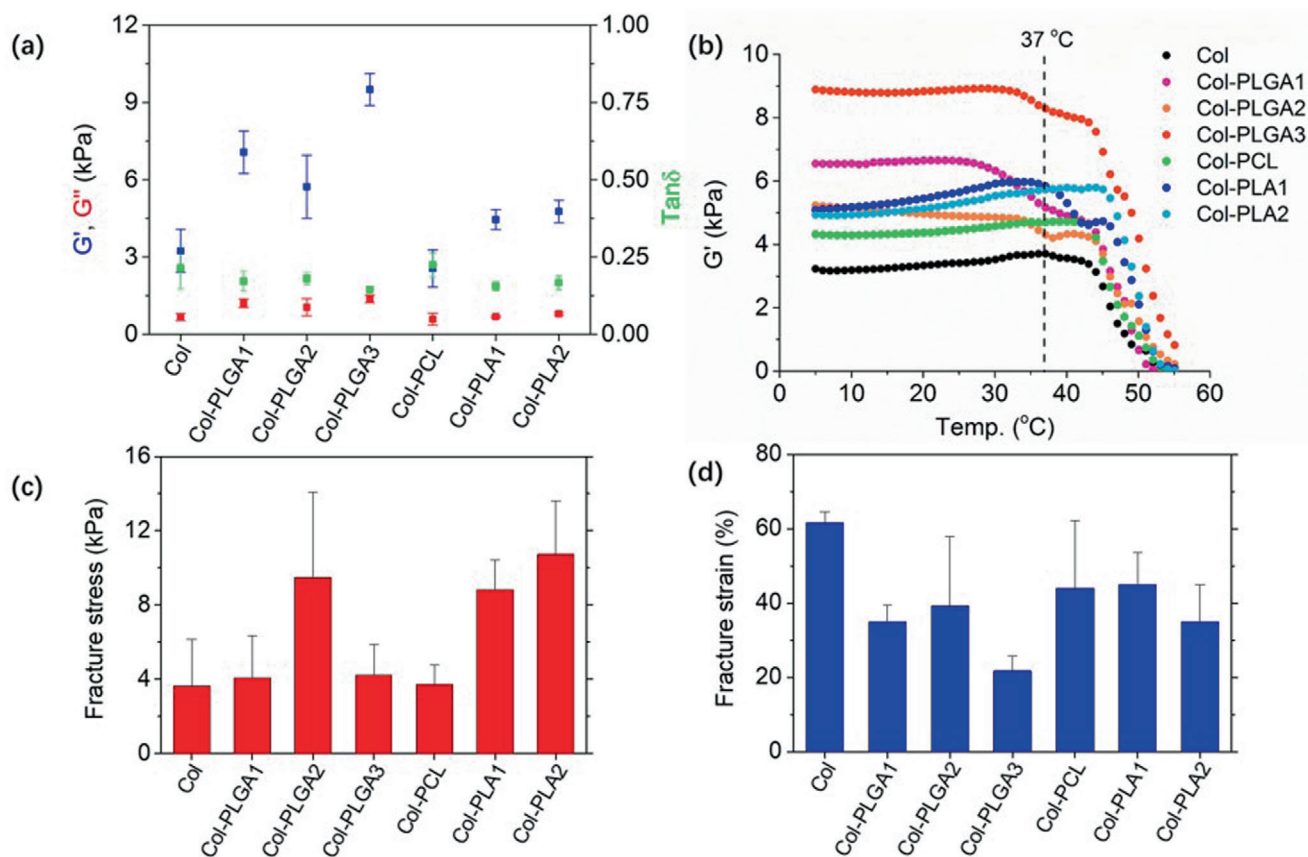 (a)
12
9
6
3
0
G', G'' (kPa)
1.00
0.75
0.50
0.25
0.00
Tanδ
Col
Col-PLGA1
Col-PLGA2
Col-PLGA3
Col-PCL
Col-PLA1
Col-PLA2
(b)
37 °C
10
8
6
4
2
0
G' (kPa)
0
10
20
30
40
50
60
Temp. (°C)
Col
Col-PLGA1
Col-PLGA2
Col-PLGA3
Col-PCL
Col-PLA1
Col-PLA2
(c)
16
12
8
4
0
Fracture stress (kPa)
Col
Col-PLGA1
Col-PLGA2
Col-PLGA3
Col-PCL
Col-PLA1
Col-PLA2
(d)
80
60
40
20
0
Fracture strain (%)
Col
Col-PLGA1
Col-PLGA2
Col-PLGA3
Col-PCL
Col-PLA1
Col-PLA2